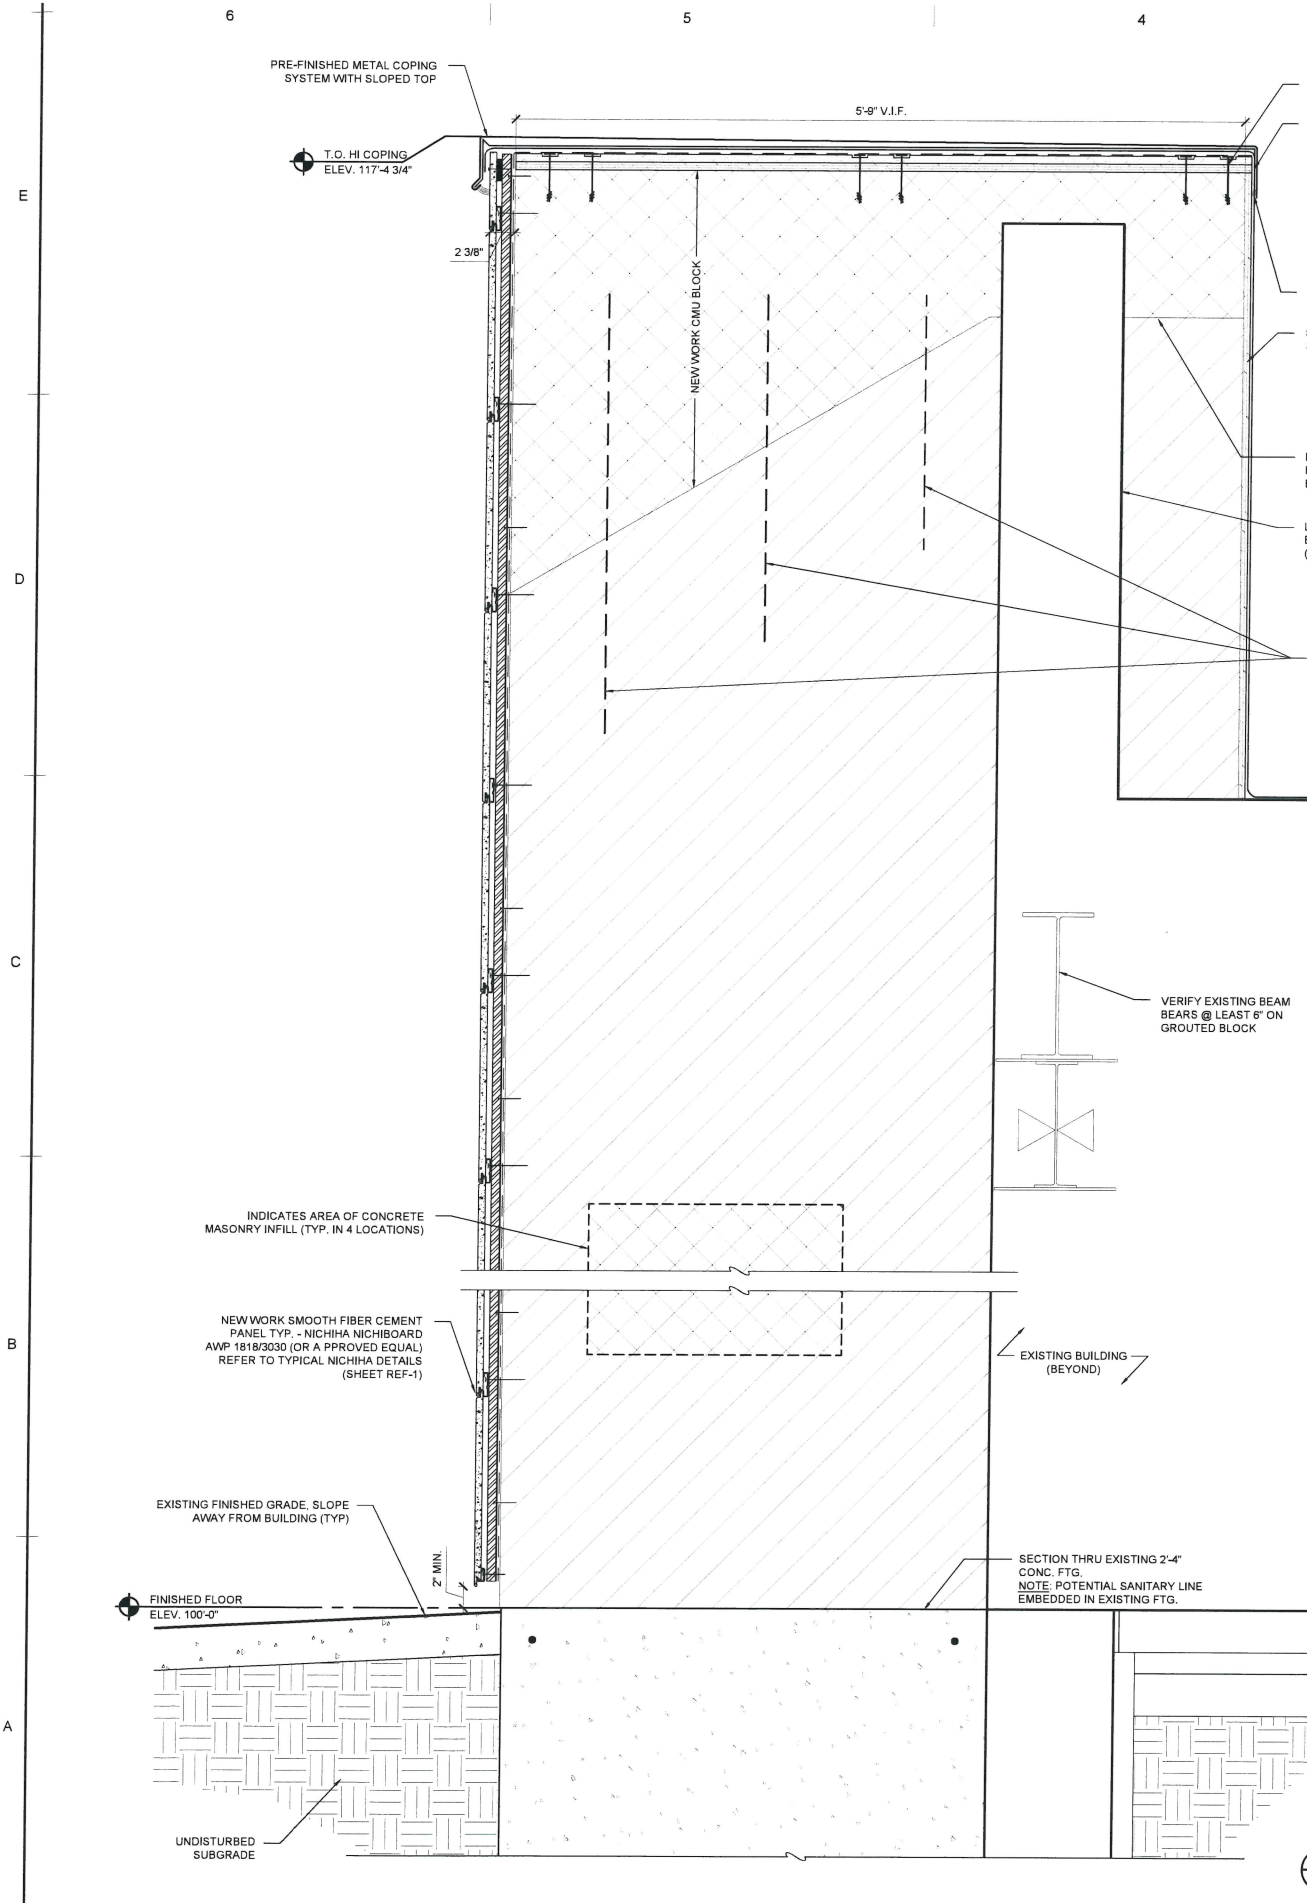 6
5
4
PRE-FINISHED METAL COPING
SYSTEM WITH SLOPED TOP
5'-9" V.I.F.
T.O. HI COPING
ELEV. 117'-4 3/4"
E
2 3/8"
NEW WORK CMU BLOCK
D
C
VERIFY EXISTING BEAM
BEARS @ LEAST 6" ON
GROUTED BLOCK
INDICATES AREA OF CONCRETE
MASONRY INFILL (TYP. IN 4 LOCATIONS)
NEW WORK SMOOTH FIBER CEMENT
PANEL TYP. - NICHIHA NICHIBOARD
AWP 1818/3030 (OR A PPROVED EQUAL)
REFER TO TYPICAL NICHIHA DETAILS
(SHEET REF-1)
B
EXISTING BUILDING
(BEYOND)
EXISTING FINISHED GRADE, SLOPE
AWAY FROM BUILDING (TYP)
2" MIN.
SECTION THRU EXISTING 2'-4"
CONC. FTG.
NOTE: POTENTIAL SANITARY LINE
EMBEDDED IN EXISTING FTG.
FINISHED FLOOR
ELEV. 100'-0"
A
UNDISTURBED
SUBGRADE